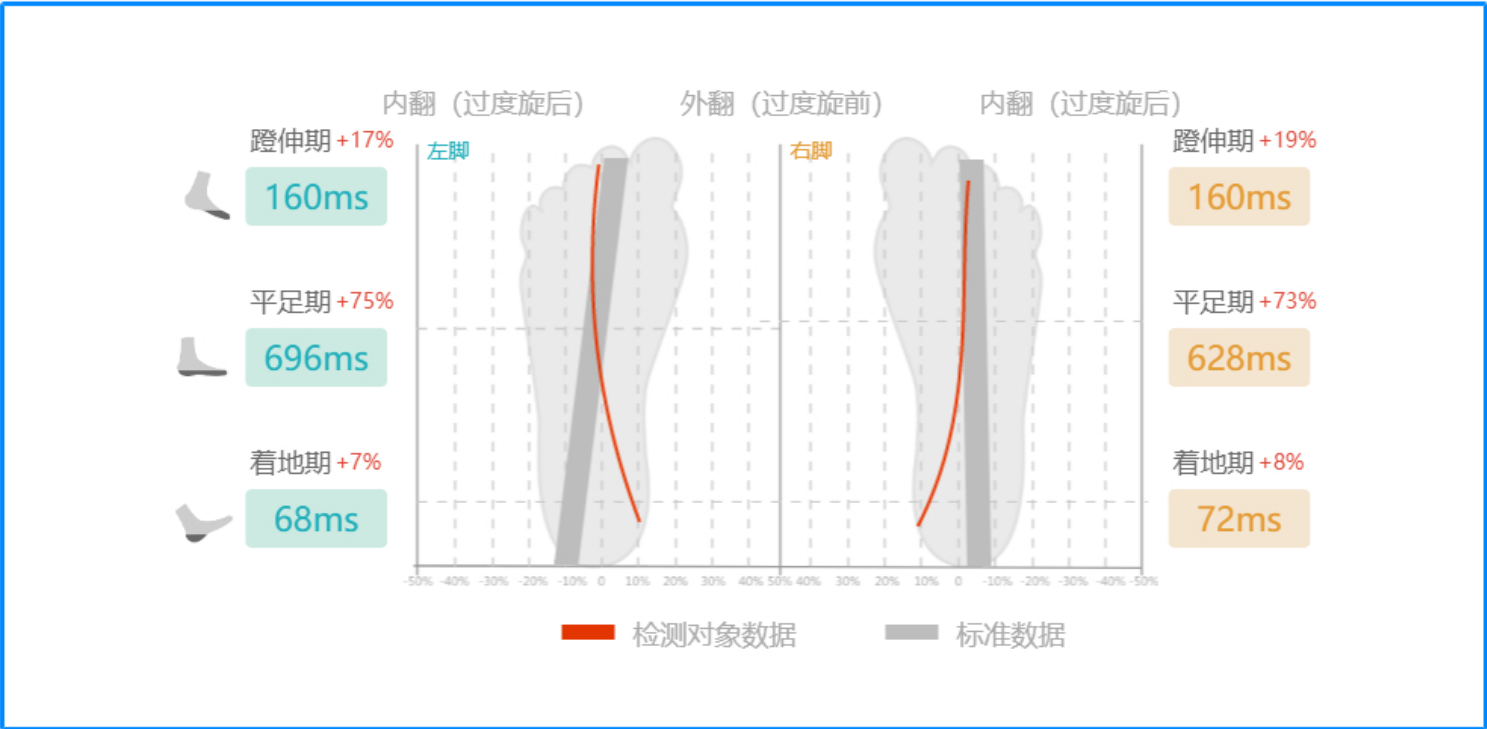 内翻（过度旋后） 外翻（过度旋前） 内翻（过度旋后）
蹬伸期 +17%
160ms
平足期 +75%
696ms
着地期 +7%
68ms
左脚
右脚
蹬伸期 +19%
160ms
平足期 +73%
628ms
着地期 +8%
72ms
-50% -40% -30% -20% -10% 0 10% 20% 30% 40% 50% 40% 30% 20% 10% 0 -10% -20% -30% -40% -50%
检测对象数据 标准数据